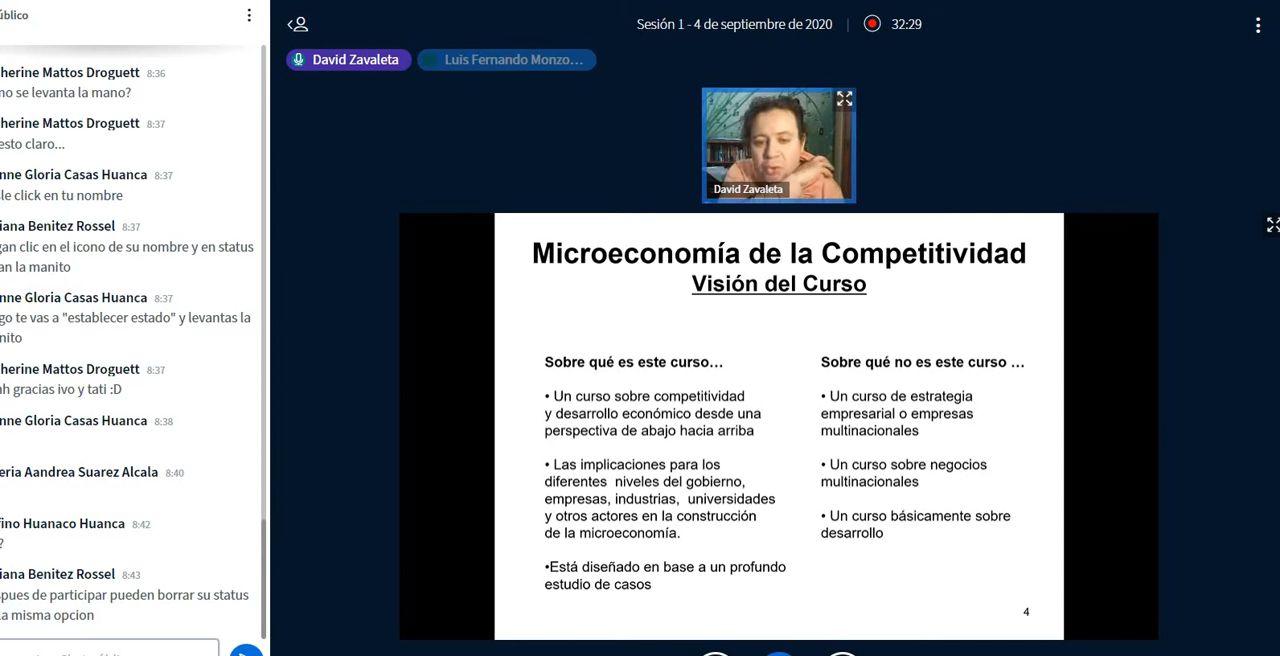 úblico
herine Mattos Droguett 8:36
no se levanta la mano?
herine Mattos Droguett 8:37
esto claro...
nne Gloria Casas Huanca 8:37
le click en tu nombre
iana Benitez Rossel 8:37
gan clic en el icono de su nombre y en status
an la manito
nne Gloria Casas Huanca 8:37
go te vas a "establecer estado" y levantas la
nito
herine Mattos Droguett 8:37
h gracias ivo y tati :D
nne Gloria Casas Huanca 8:38
eria Aandrea Suarez Alcala 8:40
fino Huanaco Huanca 8:42
?
iana Benitez Rossel 8:43
spues de participar pueden borrar su status
la misma opcion
Sesión 1 - 4 de septiembre de 2020 | 32:29
David Zavaleta
Luis Fernando Monzo...
David Zavaleta
Microeconomía de la Competitividad
Visión del Curso
Sobre qué es este curso…
• Un curso sobre competitividad
y desarrollo económico desde una
perspectiva de abajo hacia arriba
• Las implicaciones para los
diferentes niveles del gobierno,
empresas, industrias, universidades
y otros actores en la construcción
de la microeconomía.
•Está diseñado en base a un profundo
estudio de casos
Sobre qué no es este curso …
• Un curso de estrategia
empresarial o empresas
multinacionales
• Un curso sobre negocios
multinacionales
• Un curso básicamente sobre
desarrollo
4